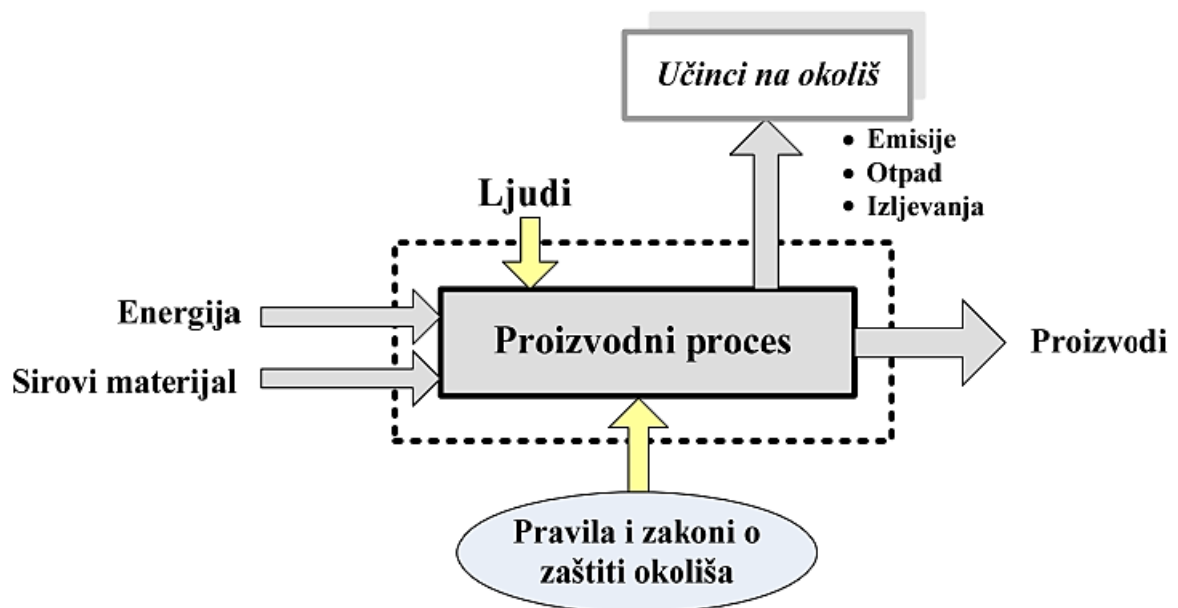 Učinci na okoliš
• Emisije
• Otpad
• Izljevanja
Ljudi
Energija
Sirovi materijal
Proizvodni proces
Proizvodi
Pravila i zakoni o
zaštiti okoliša